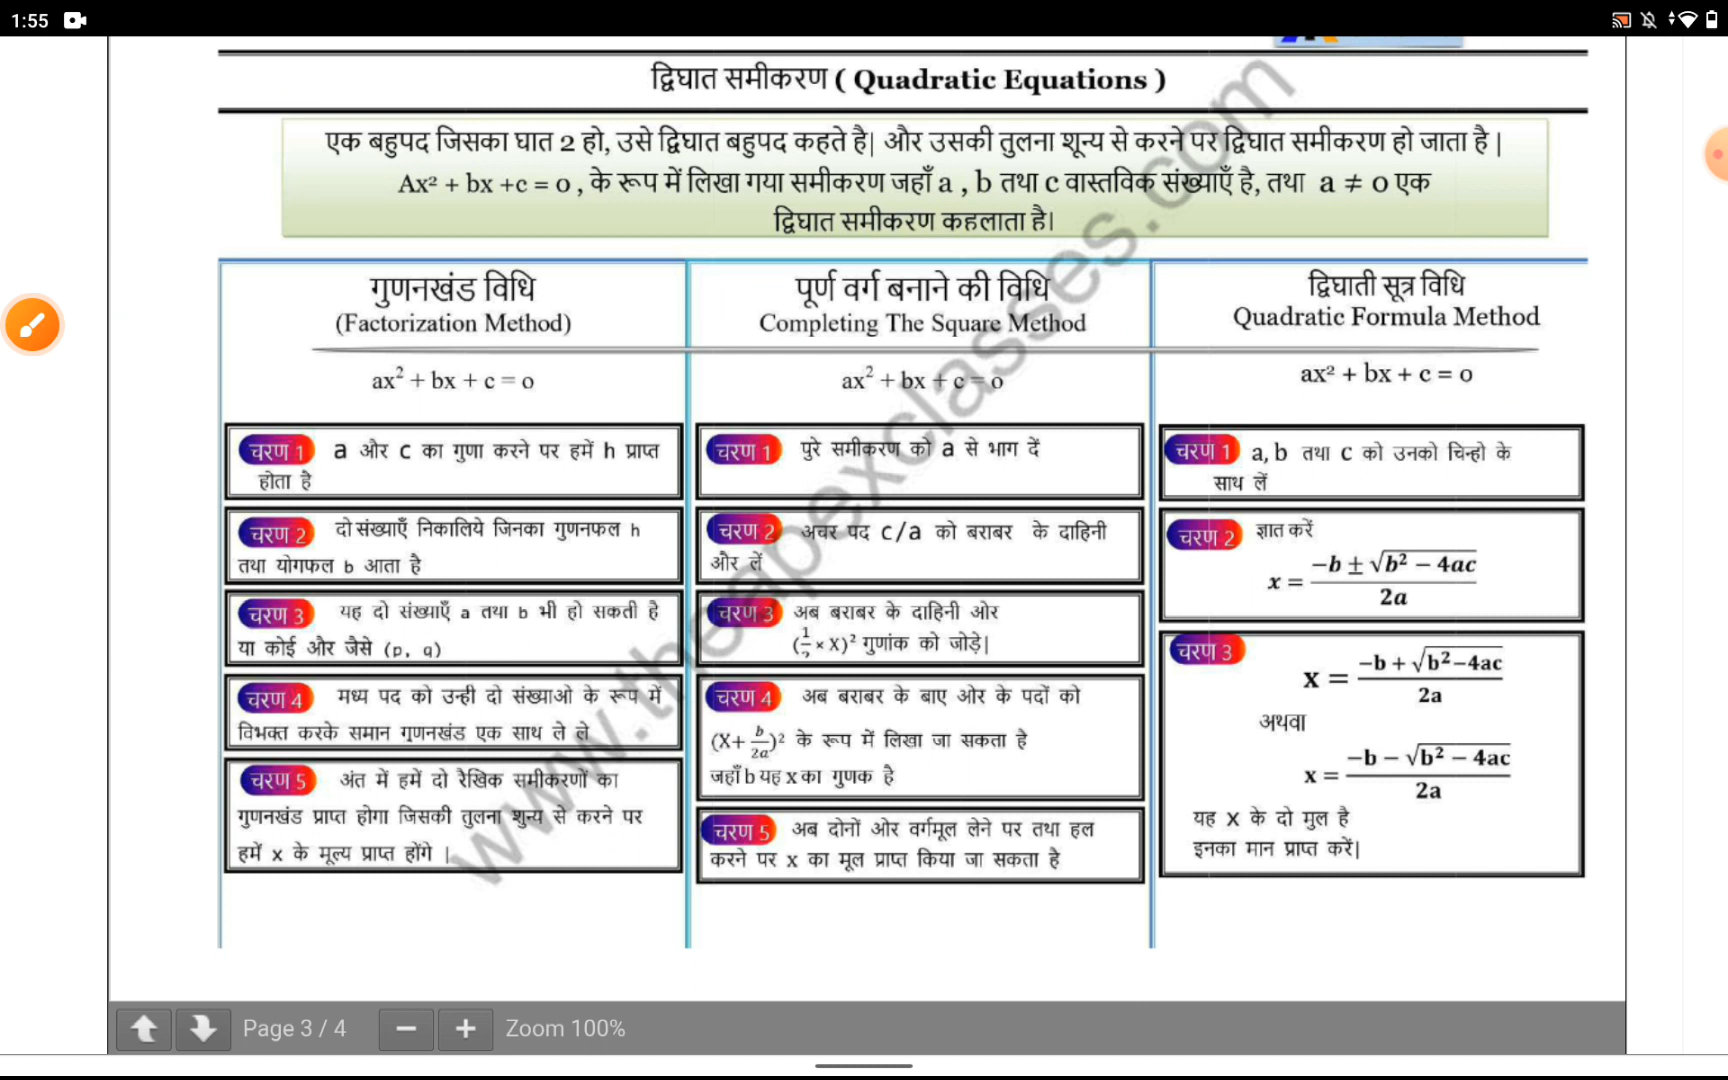 1:55
द्विघात समीकरण ( Quadratic Equations )
एक बहुपद जिसका घात 2 हो, उसे द्विघात बहुपद कहते है| और उसकी तुलना शून्य से करने पर द्विघात समीकरण हो जाता है |
Ax² + bx +c = 0 , के रूप में लिखा गया समीकरण जहाँ a , b तथा c वास्तविक संख्याएँ है, तथा a ≠ 0 एक
द्विघात समीकरण कहलाता है।
गुणनखंड विधि
(Factorization Method)
ax² + bx + c = 0
चरण 1 a और c का गुणा करने पर हमें h प्राप्त
होता है
चरण 2 दो संख्याएँ निकालिये जिनका गुणनफल h
तथा योगफल b आता है
चरण 3 यह दो संख्याएँ a तथा b भी हो सकती है
या कोई और जैसे (p, q)
चरण 4 मध्य पद को उन्ही दो संख्याओ के रूप में
विभक्त करके समान गुणनखंड एक साथ ले ले
चरण 5 अंत में हमें दो रैखिक समीकरणों का
गुणनखंड प्राप्त होगा जिसकी तुलना शुन्य से करने पर
हमें x के मूल्य प्राप्त होंगे |
पूर्ण वर्ग बनाने की विधि
Completing The Square Method
ax² + bx + c = 0
चरण 1 पुरे समीकरण को a से भाग दें
चरण 2 अचर पद c/a को बराबर के दाहिनी
और लें
चरण 3 अब बराबर के दाहिनी ओर
(1/2 × X)² गुणांक को जोड़े|
चरण 4 अब बराबर के बाए ओर के पदों को
(X+ b/2a)² के रूप में लिखा जा सकता है
जहाँ b यह x का गुणक है
चरण 5 अब दोनों ओर वर्गमूल लेने पर तथा हल
करने पर x का मूल प्राप्त किया जा सकता है
द्विघाती सूत्र विधि
Quadratic Formula Method
ax² + bx + c = 0
चरण 1 a, b तथा c को उनको चिन्हो के
साथ लें
चरण 2 ज्ञात करें
x = (−b ± √(b² − 4ac)) / 2a
चरण 3
x = (−b + √(b²−4ac)) / 2a
अथवा
x = (−b − √(b² − 4ac)) / 2a
यह x के दो मुल है
इनका मान प्राप्त करें|
www.theapexclasses.com
Page 3 / 4
Zoom 100%